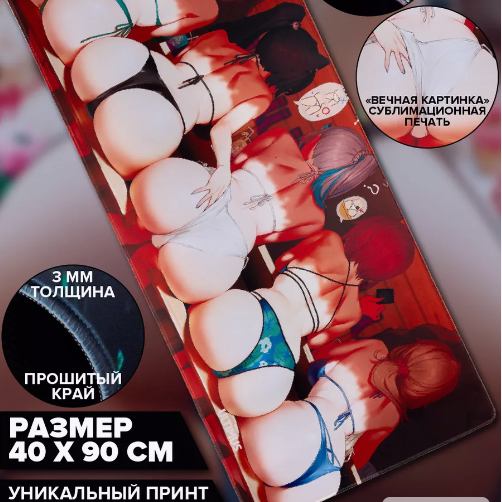 «ВЕЧНАЯ КАРТИНКА»
СУБЛИМАЦИОННАЯ
ПЕЧАТЬ
3 ММ
ТОЛЩИНА
ПРОШИТЫЙ
КРАЙ
РАЗМЕР
40 X 90 СМ
УНИКАЛЬНЫЙ ПРИНТ